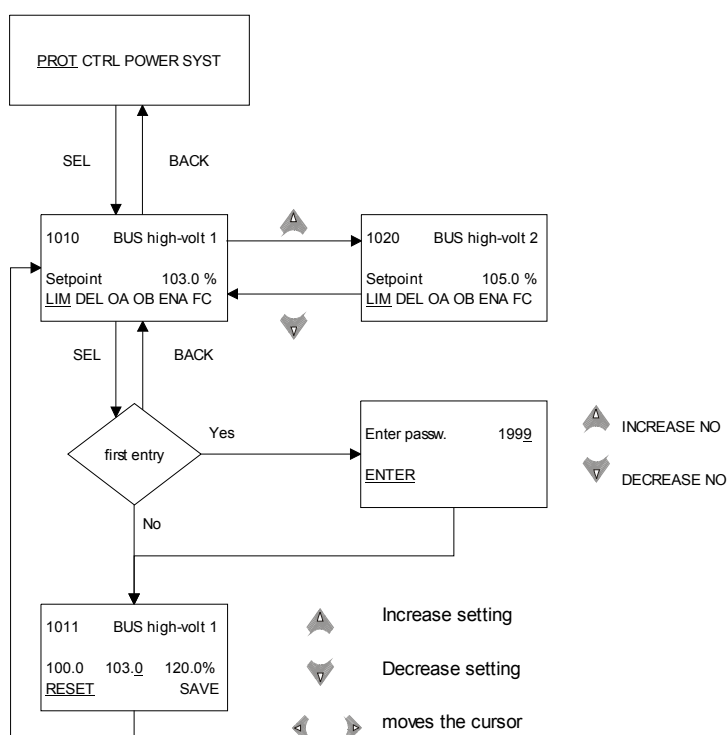 PROT CTRL POWER SYST
SEL BACK
1010 BUS high-volt 1
Setpoint 103.0 %
LIM DEL OA OB ENA FC
1020 BUS high-volt 2
Setpoint 105.0 %
LIM DEL OA OB ENA FC
SEL BACK
first entry
Yes
No
Enter passw. 1999
ENTER
INCREASE NO
DECREASE NO
1011 BUS high-volt 1
100.0 103.0 120.0%
RESET SAVE
Increase setting
Decrease setting
moves the cursor